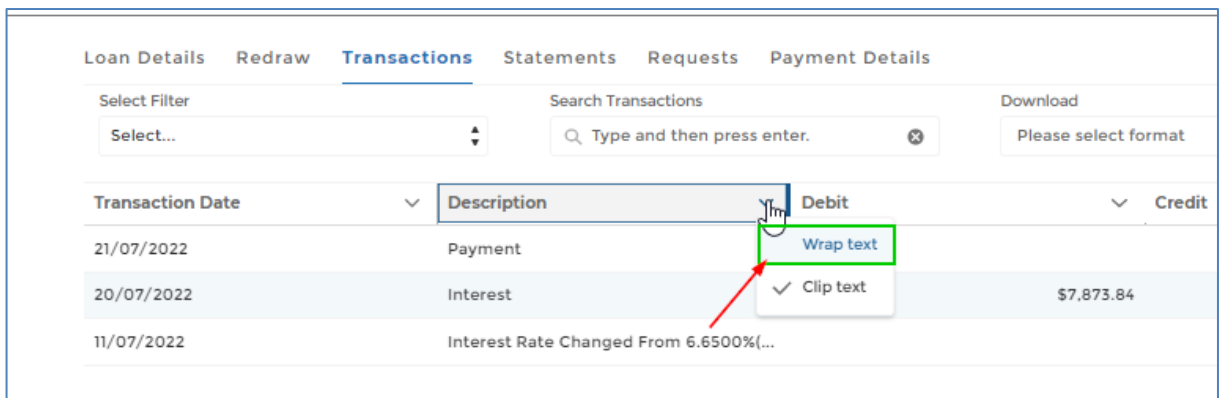 Loan Details Redraw Transactions Statements Requests Payment Details
Select Filter Search Transactions Download
Select... Type and then press enter. Please select format
Transaction Date Description Debit Credit
21/07/2022 Payment Wrap text
20/07/2022 Interest Clip text $7,873.84
11/07/2022 Interest Rate Changed From 6.6500%(...